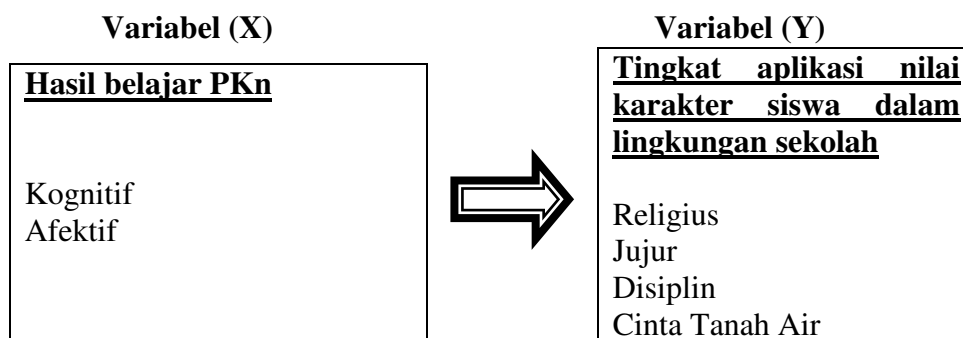 Variabel (X)
Hasil belajar PKn
Kognitif
Afektif
Variabel (Y)
Tingkat aplikasi nilai
karakter siswa dalam
lingkungan sekolah
Religius
Jujur
Disiplin
Cinta Tanah Air